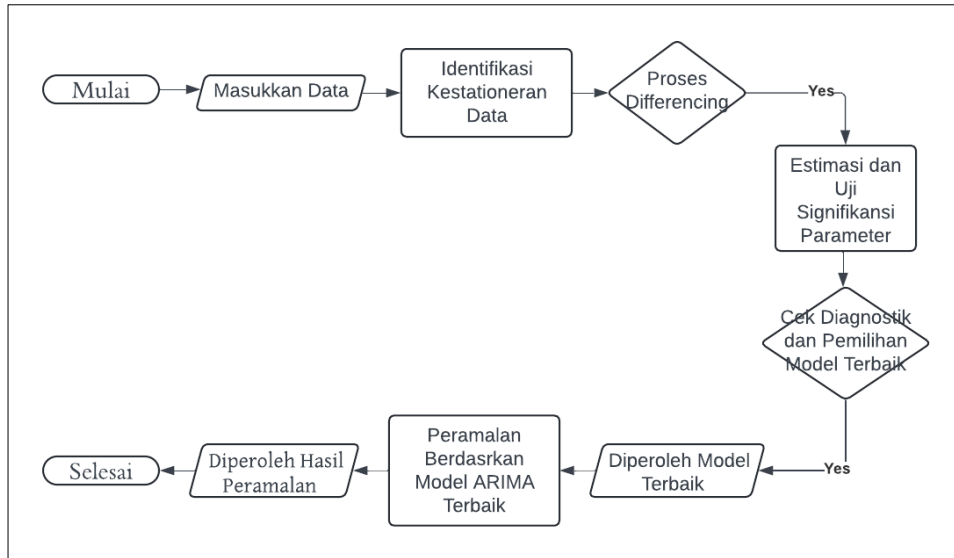 Mulai
Masukkan Data
Identifikasi
Kestationeran
Data
Proses
Differencing
Yes
Estimasi dan
Uji
Signifikansi
Parameter
Cek Diagnostik
dan Pemilihan
Model Terbaik
Yes
Diperoleh Model
Terbaik
Peramalan
Berdasrkan
Model ARIMA
Terbaik
Diperoleh Hasil
Peramalan
Selesai